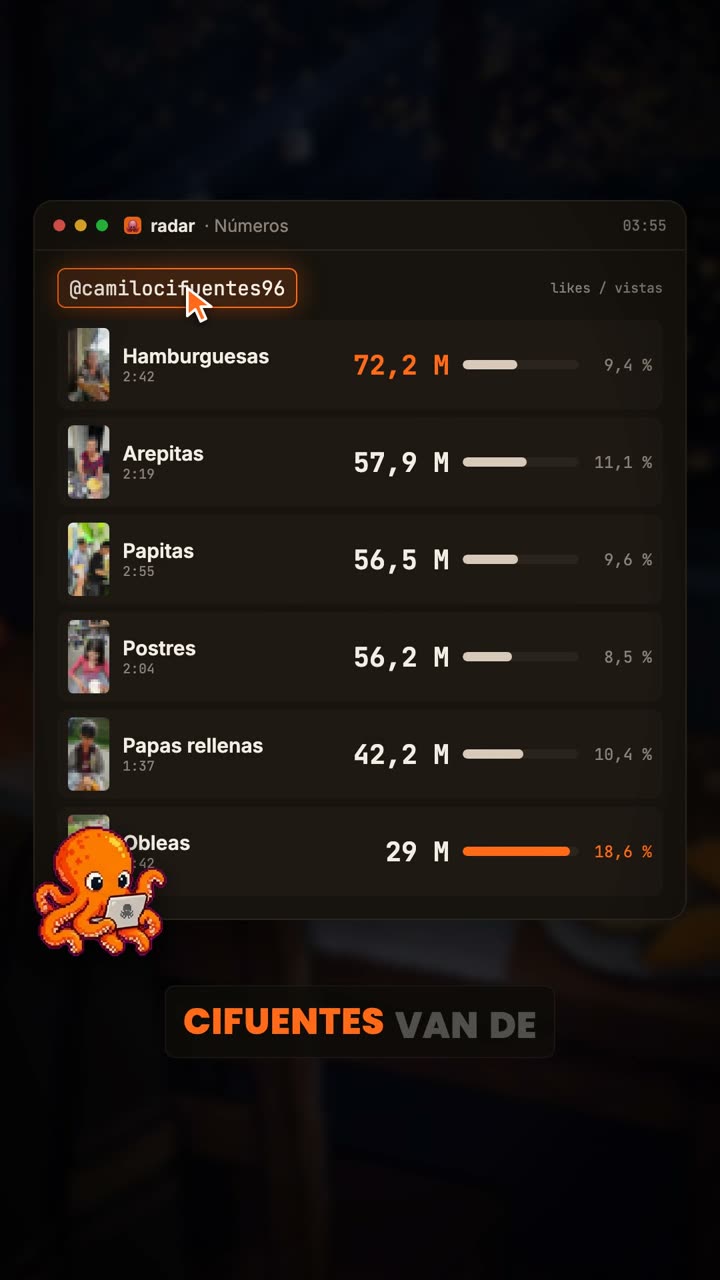 radar · Números
03:55
@camilocifuentes96
likes / vistas
Hamburguesas
2:42
72,2 M
9,4 %
Arepitas
2:19
57,9 M
11,1 %
Papitas
2:55
56,5 M
9,6 %
Postres
2:04
56,2 M
8,5 %
Papas rellenas
1:37
42,2 M
10,4 %
Obleas
:42
29 M
18,6 %
CIFUENTES VAN DE